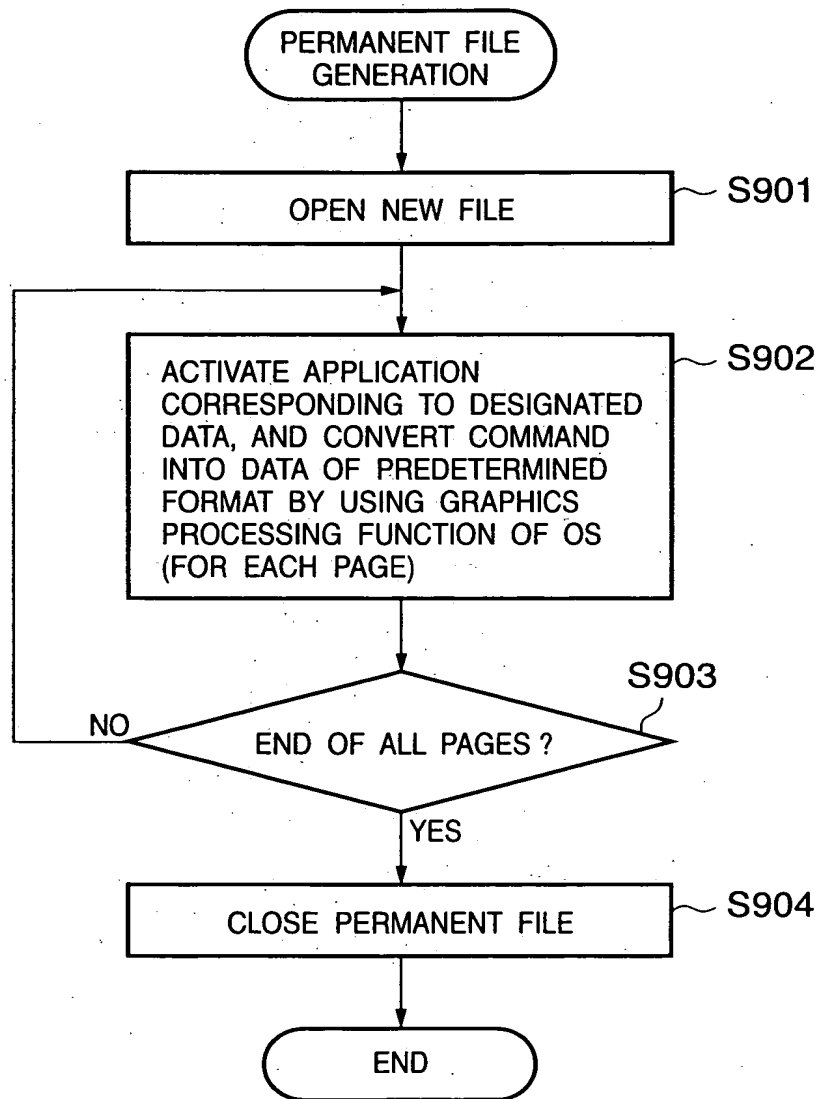 PERMANENT FILE
GENERATION
OPEN NEW FILE
S901
ACTIVATE APPLICATION
CORRESPONDING TO DESIGNATED
DATA, AND CONVERT COMMAND
INTO DATA OF PREDETERMINED
FORMAT BY USING GRAPHICS
PROCESSING FUNCTION OF OS
(FOR EACH PAGE)
S902
S903
NO
END OF ALL PAGES ?
YES
CLOSE PERMANENT FILE
S904
END